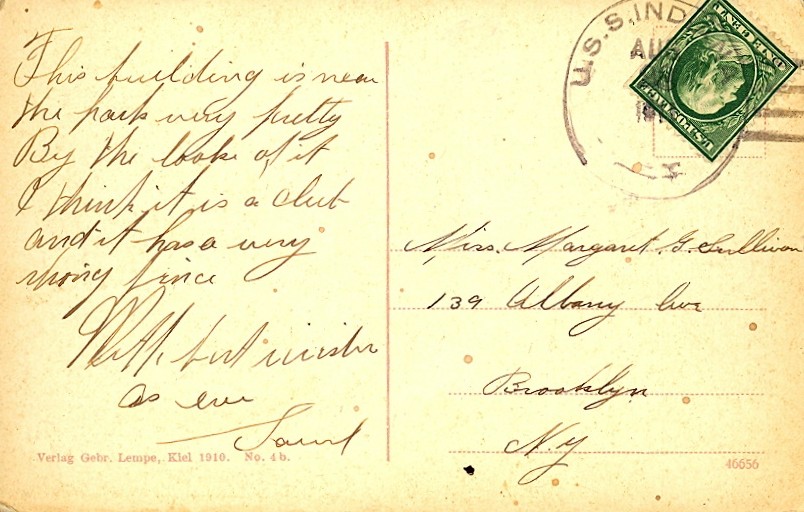 This building is near
the park very pretty
By the looks of it
I think it is a club
and it has a very
strong fence
With best wishes
as ever
Verlag Gebr. Lempe, Kiel 1910. No. 4b.
U.S.S. IND
AUG
Miss. Margaret. G. Sullivan
139 Albany Ave
Brooklyn
N.Y
46656